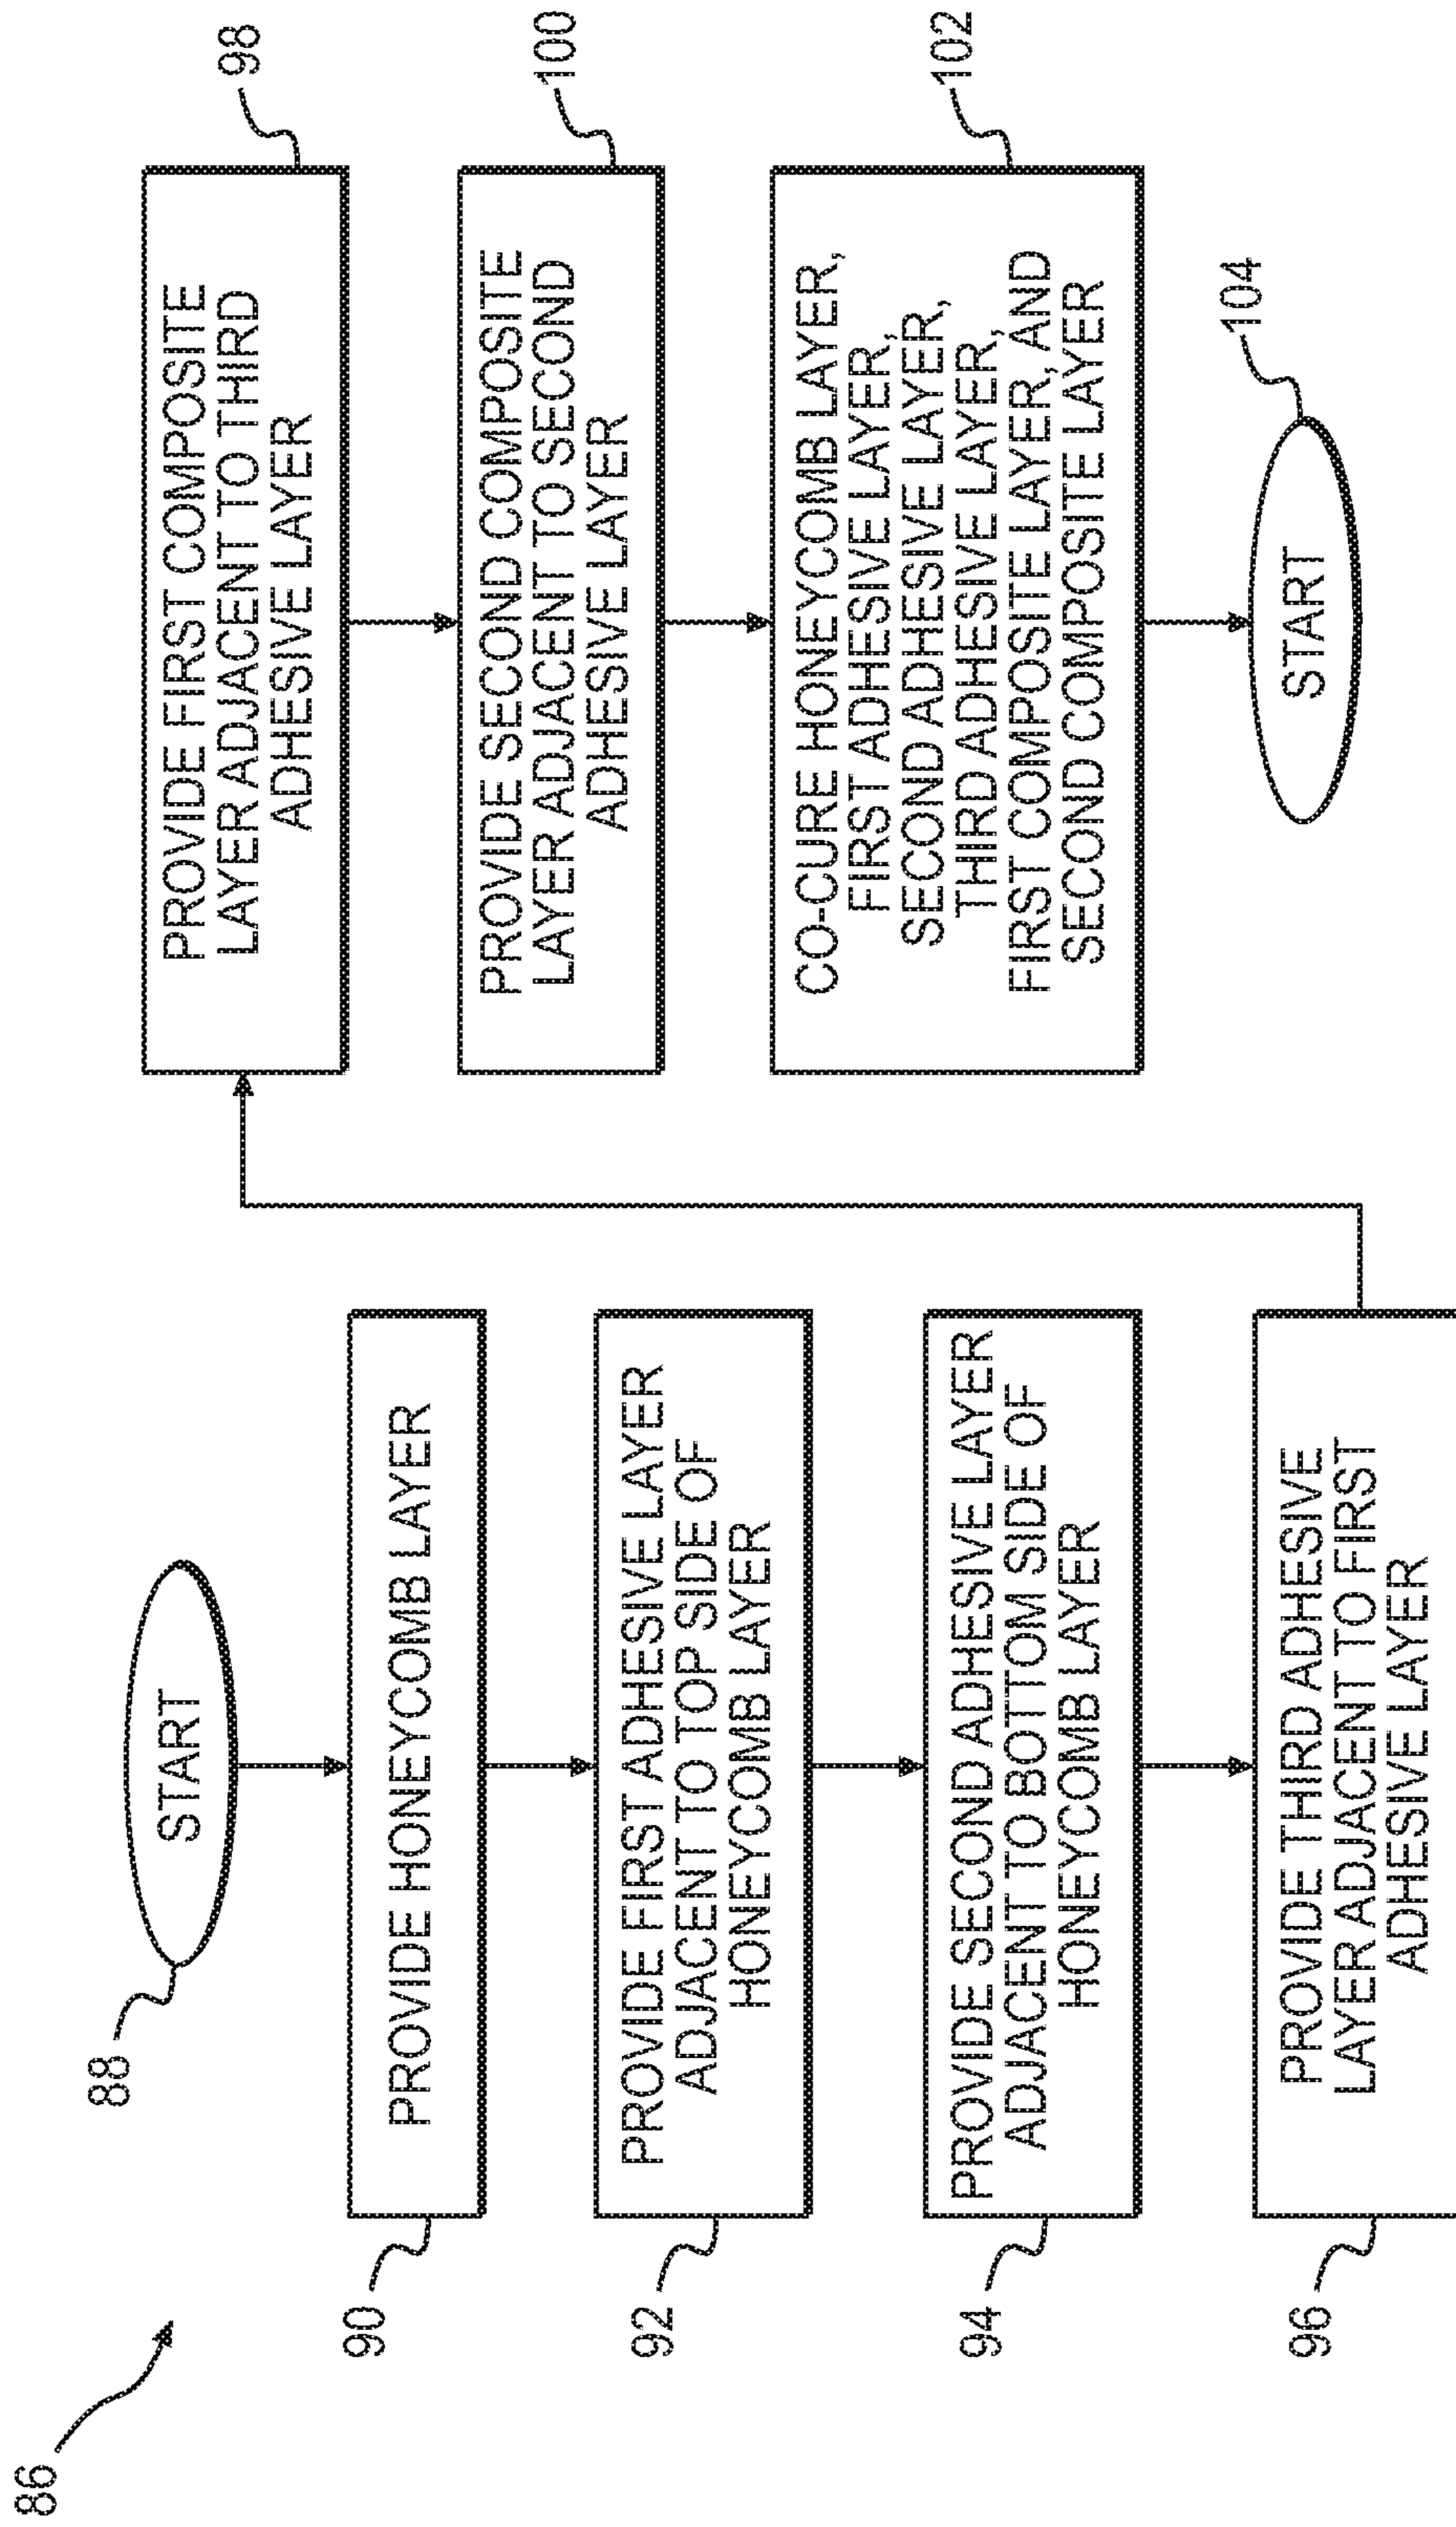 86
88
START
90
PROVIDE HONEYCOMB LAYER
92
PROVIDE FIRST ADHESIVE LAYER
ADJACENT TO TOP SIDE OF
HONEYCOMB LAYER
94
PROVIDE SECOND ADHESIVE LAYER
ADJACENT TO BOTTOM SIDE OF
HONEYCOMB LAYER
96
PROVIDE THIRD ADHESIVE
LAYER ADJACENT TO FIRST
ADHESIVE LAYER
PROVIDE FIRST COMPOSITE
LAYER ADJACENT TO THIRD
ADHESIVE LAYER
98
PROVIDE SECOND COMPOSITE
LAYER ADJACENT TO SECOND
ADHESIVE LAYER
100
CO-CURE HONEYCOMB LAYER,
FIRST ADHESIVE LAYER,
SECOND ADHESIVE LAYER,
THIRD ADHESIVE LAYER,
FIRST COMPOSITE LAYER, AND
SECOND COMPOSITE LAYER
102
START
104